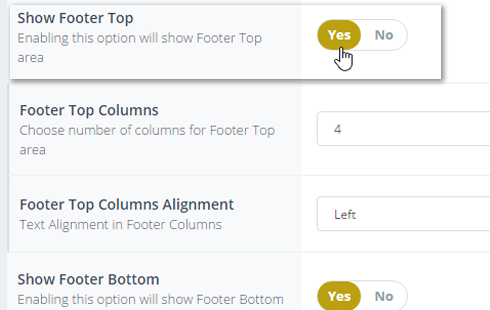 Show Footer Top
Enabling this option will show Footer Top
area
Yes No
Footer Top Columns
Choose number of columns for Footer Top
area
4
Footer Top Columns Alignment
Text Alignment in Footer Columns
Left
Show Footer Bottom
Enabling this option will show Footer Bottom
Yes No